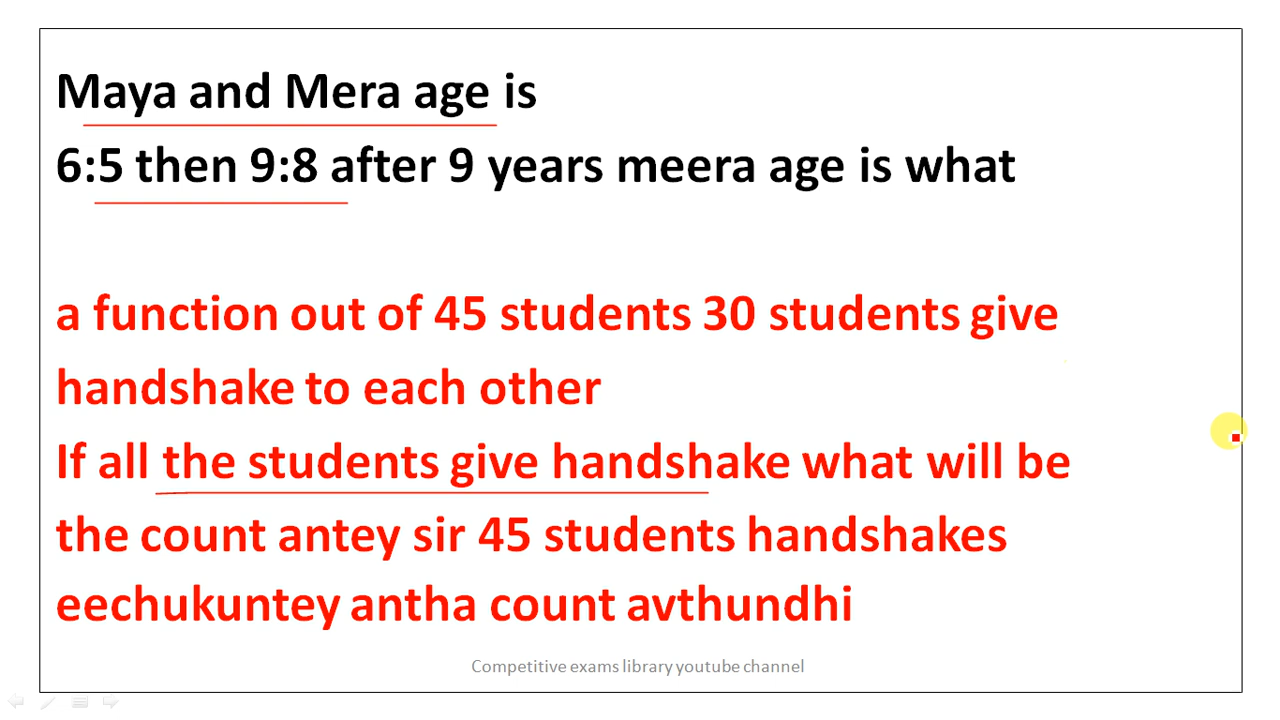 Maya and Mera age is
6:5 then 9:8 after 9 years meera age is what
a function out of 45 students 30 students give
handshake to each other
If all the students give handshake what will be
the count antey sir 45 students handshakes
eechukuntey antha count avthundhi
Competitive exams library youtube channel